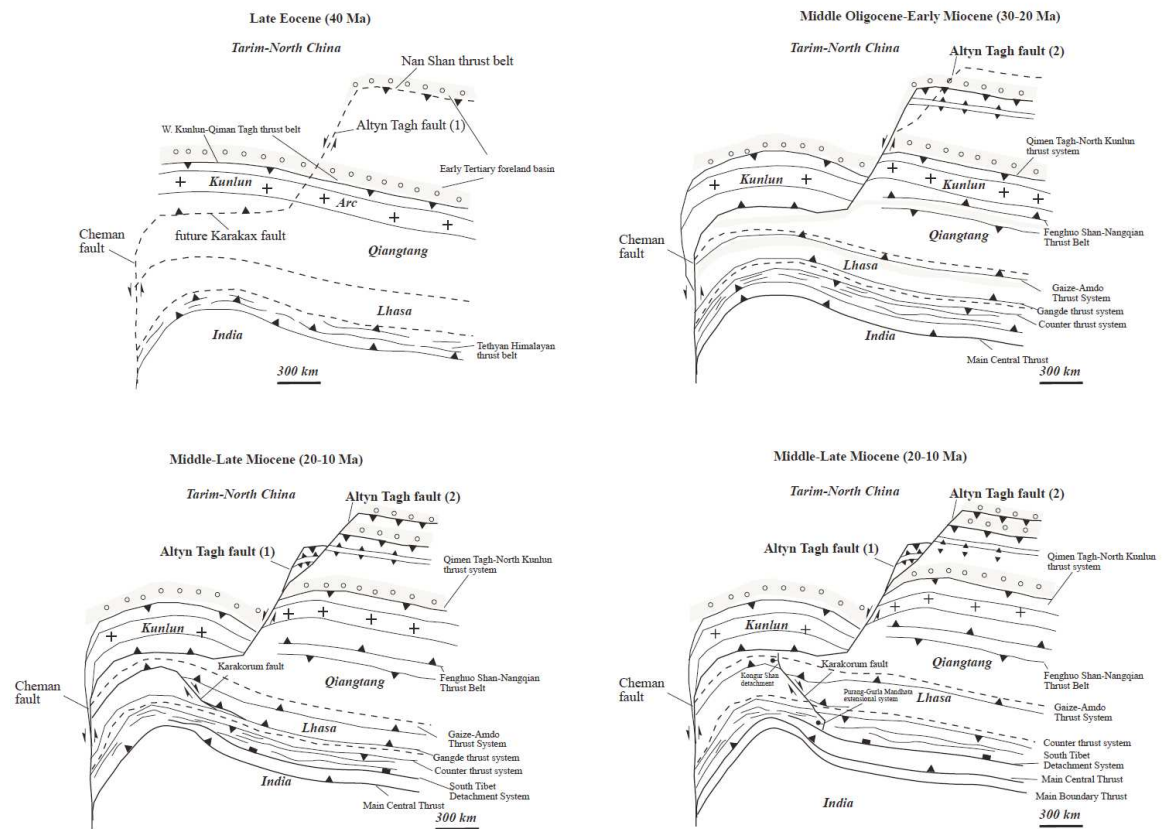 Late Eocene (40 Ma)
Tarim-North China
Nan Shan thrust belt
W. Kunlun-Qiman Tagh thrust belt
Altyn Tagh fault (1)
Early Tertiary foreland basin
Kunlun
Arc
Qiangtang
future Karakax fault
Cheman
fault
Lhasa
India
Tethyan Himalayan
thrust belt
300 km
Middle Oligocene-Early Miocene (30-20 Ma)
Tarim-North China
Altyn Tagh fault (2)
Qimen Tagh-North Kunlun
thrust system
Kunlun
Kunlun
Fenghuo Shan-Nangqian
Thrust Belt
Qiangtang
Cheman
fault
Lhasa
Gaize-Amdo
Thrust System
Gangde thrust system
Counter thrust system
India
Main Central Thrust
300 km
Middle-Late Miocene (20-10 Ma)
Tarim-North China
Altyn Tagh fault (2)
Altyn Tagh fault (1)
Qimen Tagh-North Kunlun
thrust system
Kunlun
Karakorum fault
Qiangtang
Fenghuo Shan-Nangqian
Thrust Belt
Cheman
fault
Lhasa
Gaize-Amdo
Thrust System
Gangde thrust system
Counter thrust system
South Tibet
Detachment System
India
Main Central Thrust
300 km
Middle-Late Miocene (20-10 Ma)
Tarim-North China
Altyn Tagh fault (2)
Altyn Tagh fault (1)
Qimen Tagh-North Kunlun
thrust system
Kunlun
Karakorum fault
Kongur Shan
detachment
Qiangtang
Fenghuo Shan-Nangqian
Thrust Belt
Cheman
fault
Purang-Gurla Mandhata
extensional system
Lhasa
Gaize-Amdo
Thrust System
Counter thrust system
South Tibet
Detachment System
Main Central Thrust
Main Boundary Thrust
India
300 km